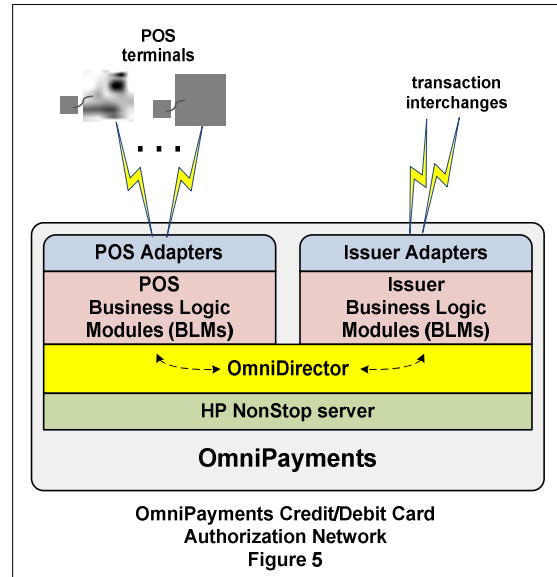 POS
terminals
transaction
interchanges
. . .
POS Adapters
Issuer Adapters
POS
Business Logic
Modules (BLMs)
Issuer
Business Logic
Modules (BLMs)
OmniDirector
HP NonStop server
OmniPayments
OmniPayments Credit/Debit Card
Authorization Network
Figure 5